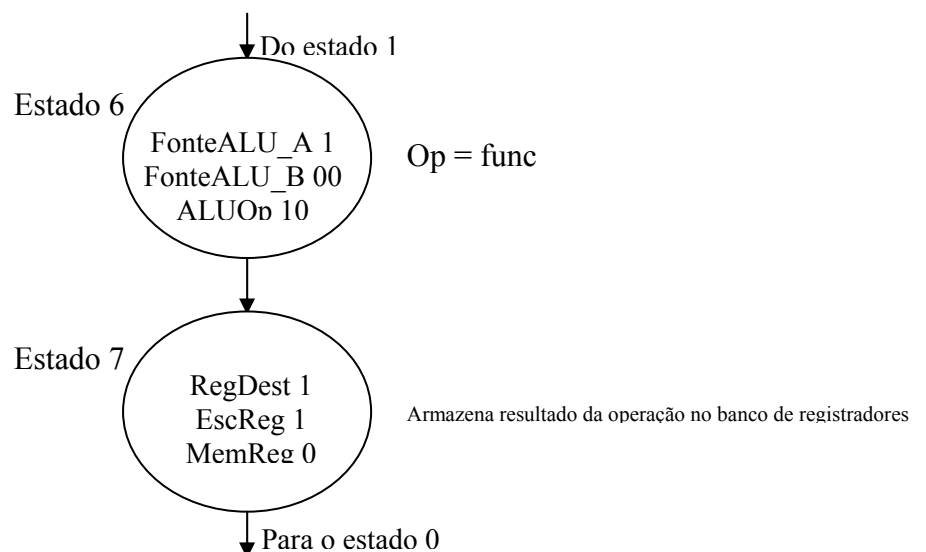 Do estado 1
Estado 6
FonteALU_A 1
FonteALU_B 00
ALUOp 10
Op = func
Estado 7
RegDest 1
EscReg 1
MemReg 0
Armazena resultado da operação no banco de registradores
Para o estado 0